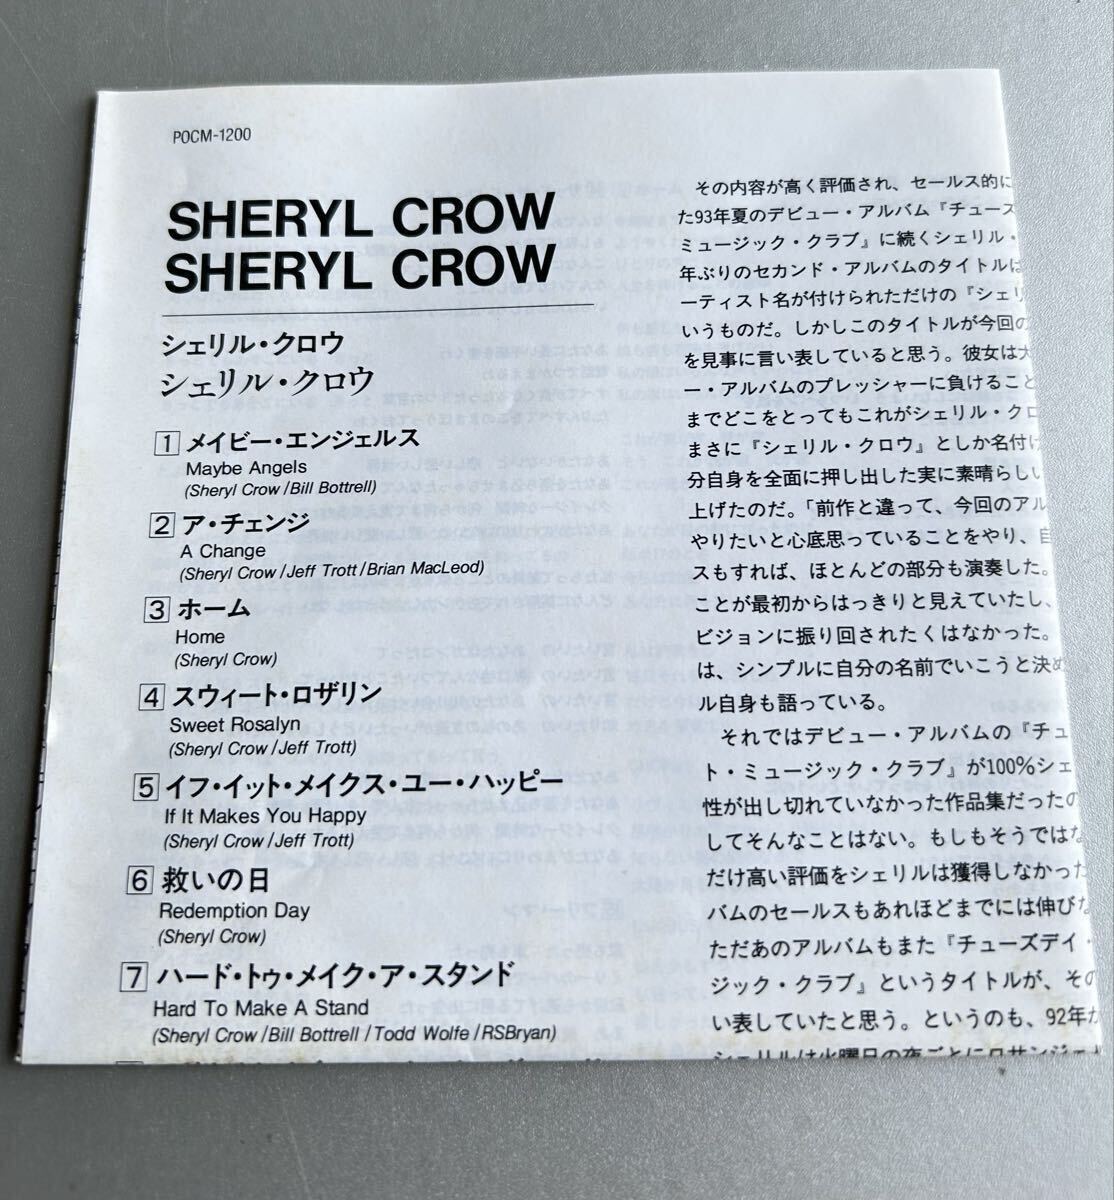 POCM-1200
SHERYL CROW
SHERYL CROW
シェリル・クロウ
シェリル・クロウ
1 メイビー・エンジェルス
Maybe Angels
(Sheryl Crow/Bill Bottrell)
2 ア・チェンジ
A Change
(Sheryl Crow/Jeff Trott/Brian MacLeod)
3 ホーム
Home
(Sheryl Crow)
4 スウィート・ロザリン
Sweet Rosalyn
(Sheryl Crow/Jeff Trott)
5 イフ・イット・メイクス・ユー・ハッピー
If It Makes You Happy
(Sheryl Crow/Jeff Trott)
6 救いの日
Redemption Day
(Sheryl Crow)
7 ハード・トゥ・メイク・ア・スタンド
Hard To Make A Stand
(Sheryl Crow/Bill Bottrell/Todd Wolfe/RSBryan)
その内容が高く評価され、セールス的に
た93年夏のデビュー・アルバム『チューズ
ミュージック・クラブ』に続くシェリル・
年ぶりのセカンド・アルバムのタイトルは
ーティスト名が付けられただけの『シェリ
いうものだ。しかしこのタイトルが今回の
を見事に言い表していると思う。彼女は大
ー・アルバムのプレッシャーに負けること
までどこをとってもこれがシェリル・クロ
まさに『シェリル・クロウ』としか名付け
分自身を全面に押し出した実に素晴らしい
上げたのだ。「前作と違って、今回のアル
やりたいと心底思っていることをやり、自
スもすれば、ほとんどの部分も演奏した。
ことが最初からはっきりと見えていたし、
ビジョンに振り回されたくはなかった。
は、シンプルに自分の名前でいこうと決め
ル自身も語っている。
それではデビュー・アルバムの『チュ
ト・ミュージック・クラブ』が100%シェ
性が出し切れていなかった作品集だったの
してそんなことはない。もしもそうではな
だけ高い評価をシェリルは獲得しなかった
バムのセールスもあれほどまでには伸びな
ただあのアルバムもまた『チューズデイ・
ジック・クラブ』というタイトルが、その
い表していたと思う。というのも、92年か
シェリルは火曜日の夜ごとにロサンジェ